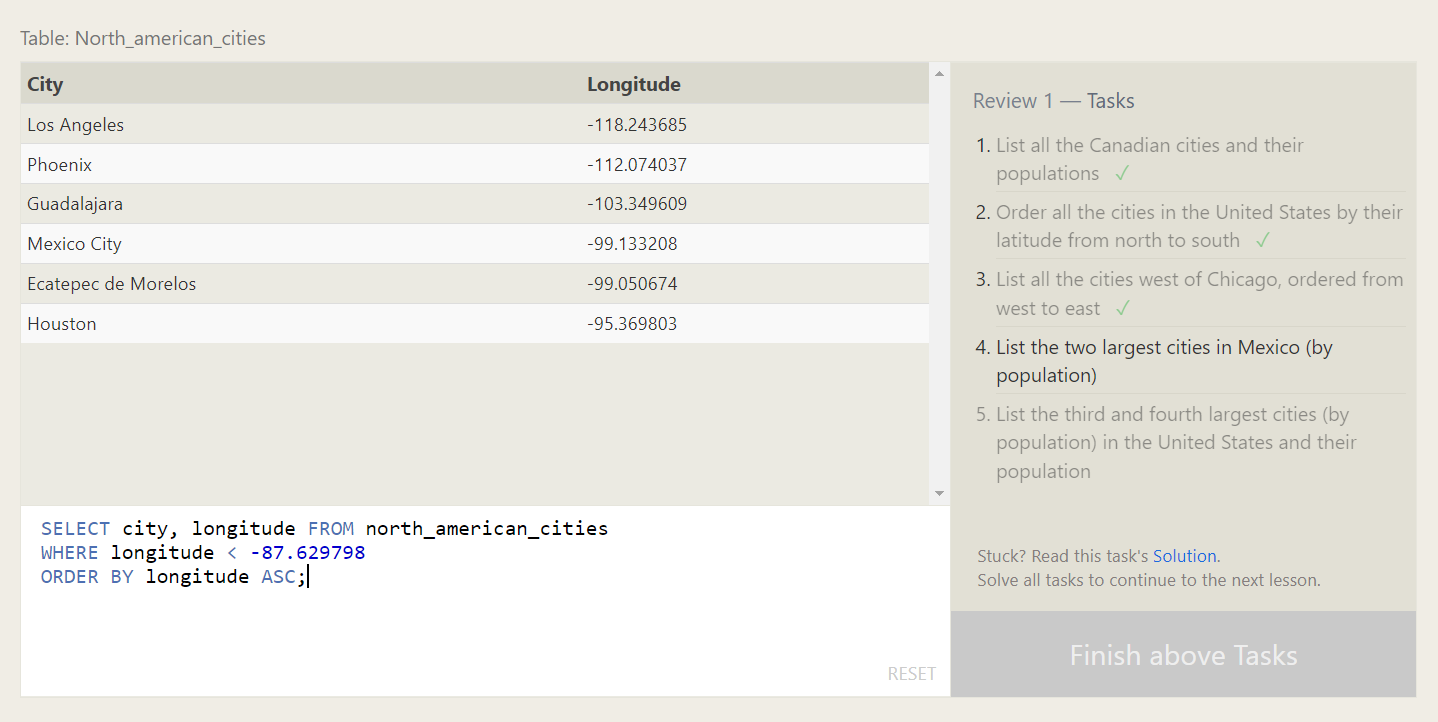 Table: North_american_cities
City Longitude
Los Angeles -118.243685
Phoenix -112.074037
Guadalajara -103.349609
Mexico City -99.133208
Ecatepec de Morelos -99.050674
Houston -95.369803
SELECT city, longitude FROM north_american_cities
WHERE longitude < -87.629798
ORDER BY longitude ASC;
RESET
Review 1 — Tasks
1. List all the Canadian cities and their
populations ✓
2. Order all the cities in the United States by their
latitude from north to south ✓
3. List all the cities west of Chicago, ordered from
west to east ✓
4. List the two largest cities in Mexico (by
population)
5. List the third and fourth largest cities (by
population) in the United States and their
population
Stuck? Read this task's Solution.
Solve all tasks to continue to the next lesson.
Finish above Tasks